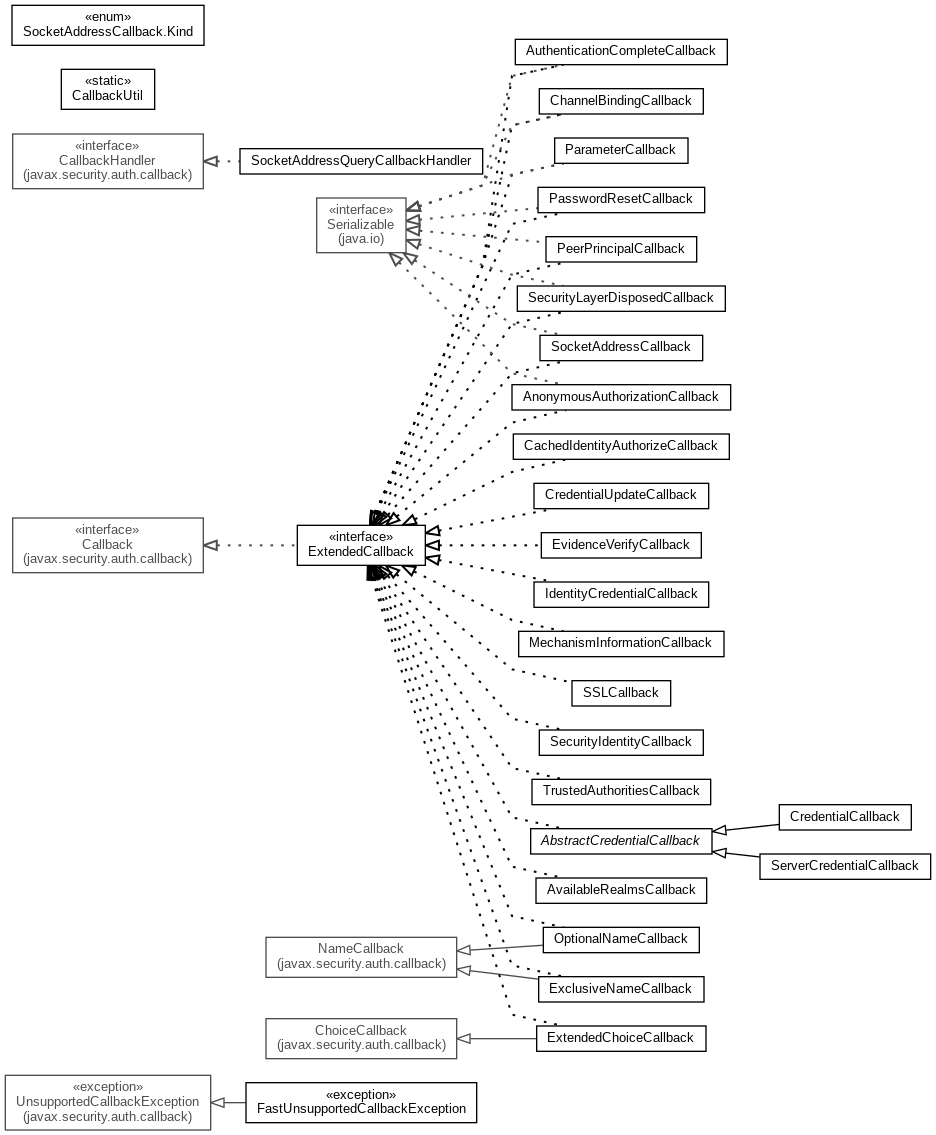 «enum»
SocketAddressCallback.Kind
«static»
CallbackUtil
«interface»
CallbackHandler
(javax.security.auth.callback)
SocketAddressQueryCallbackHandler
«interface»
Serializable
(java.io)
AuthenticationCompleteCallback
ChannelBindingCallback
ParameterCallback
PasswordResetCallback
PeerPrincipalCallback
SecurityLayerDisposedCallback
SocketAddressCallback
AnonymousAuthorizationCallback
CachedIdentityAuthorizeCallback
CredentialUpdateCallback
«interface»
Callback
(javax.security.auth.callback)
«interface»
ExtendedCallback
EvidenceVerifyCallback
IdentityCredentialCallback
MechanismInformationCallback
SSLCallback
SecurityIdentityCallback
TrustedAuthoritiesCallback
AbstractCredentialCallback
CredentialCallback
ServerCredentialCallback
AvailableRealmsCallback
NameCallback
(javax.security.auth.callback)
OptionalNameCallback
ExclusiveNameCallback
ChoiceCallback
(javax.security.auth.callback)
ExtendedChoiceCallback
«exception»
UnsupportedCallbackException
(javax.security.auth.callback)
«exception»
FastUnsupportedCallbackException